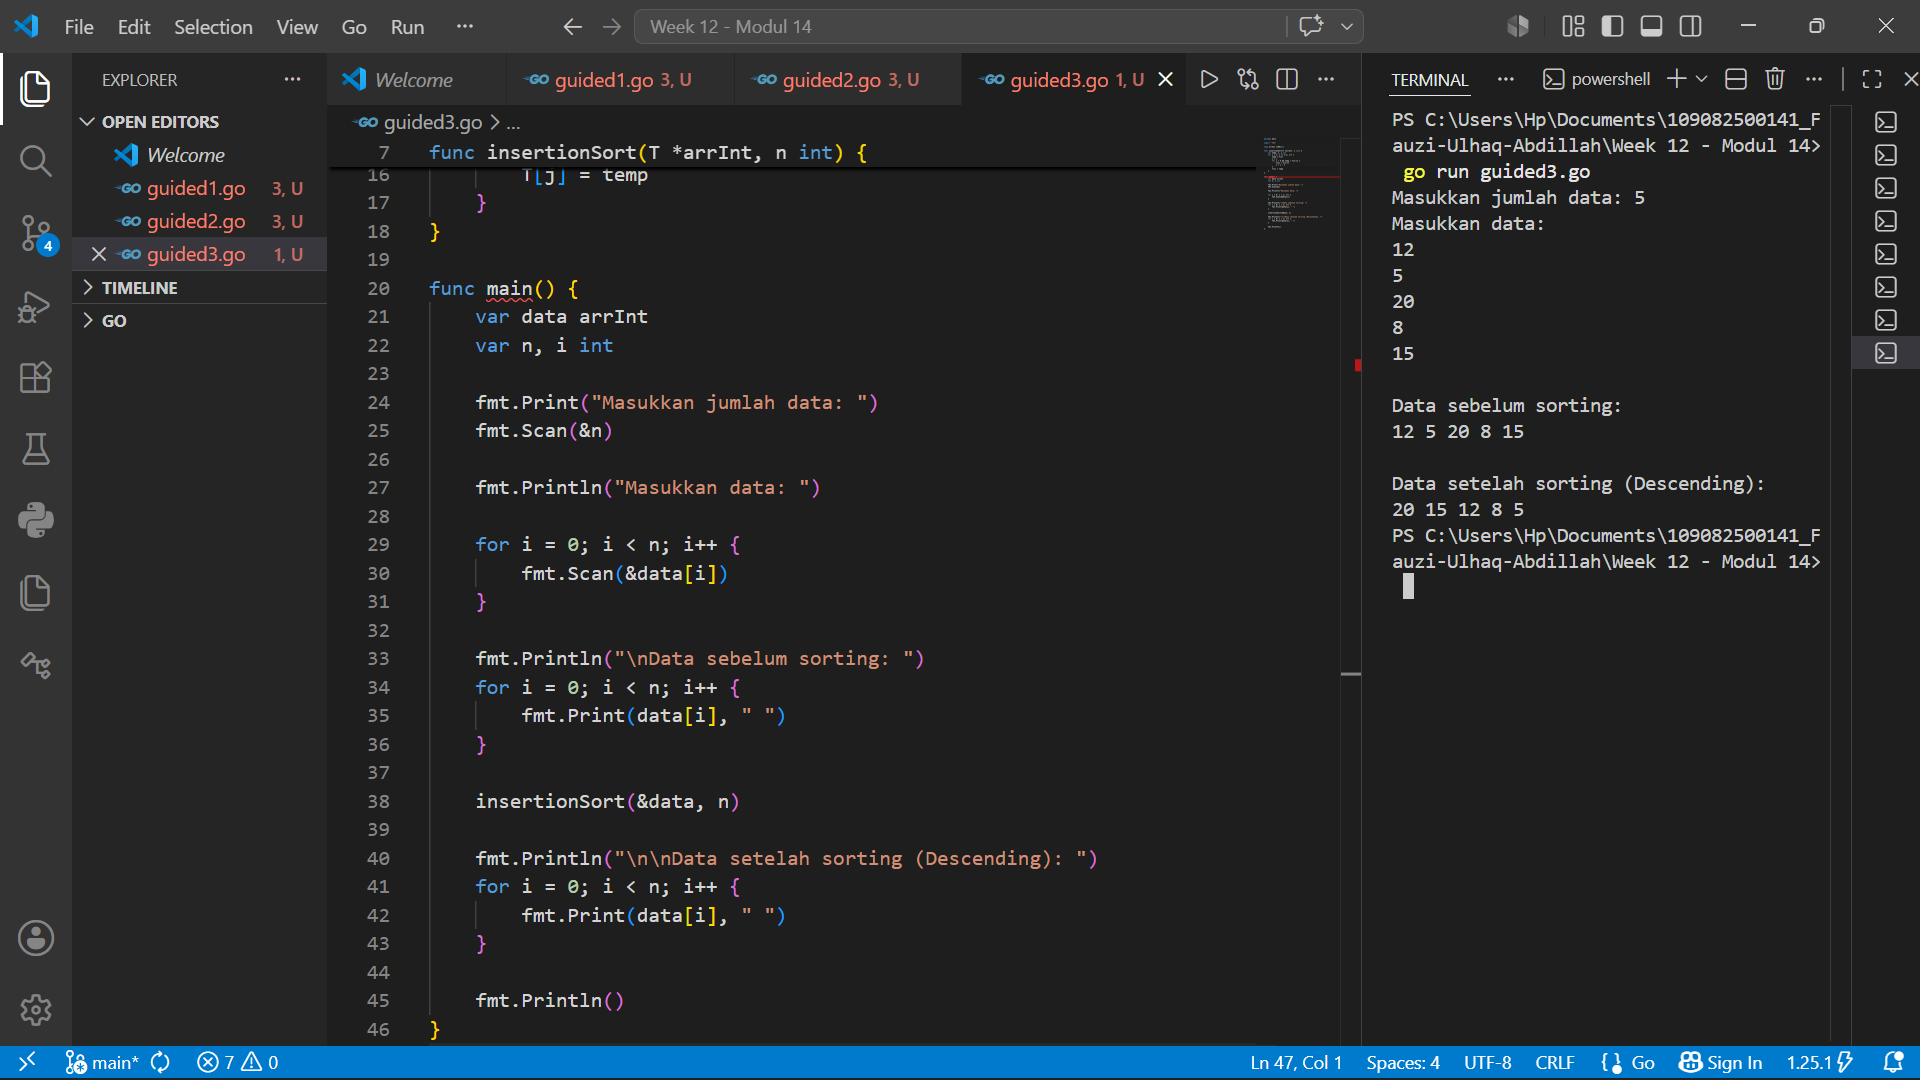 File Edit Selection View Go Run ··· Week 12 - Modul 14
EXPLORER
OPEN EDITORS
Welcome
guided1.go 3, U
guided2.go 3, U
guided3.go 1, U
TIMELINE
GO
Welcome guided1.go 3, U guided2.go 3, U guided3.go 1, U
guided3.go > ...
7 func insertionSort(T *arrInt, n int) {
16 T[j] = temp
17 }
18 }
19
20 func main() {
21 var data arrInt
22 var n, i int
23
24 fmt.Print("Masukkan jumlah data: ")
25 fmt.Scan(&n)
26
27 fmt.Println("Masukkan data: ")
28
29 for i = 0; i < n; i++ {
30 fmt.Scan(&data[i])
31 }
32
33 fmt.Println("\nData sebelum sorting: ")
34 for i = 0; i < n; i++ {
35 fmt.Print(data[i], " ")
36 }
37
38 insertionSort(&data, n)
39
40 fmt.Println("\n\nData setelah sorting (Descending): ")
41 for i = 0; i < n; i++ {
42 fmt.Print(data[i], " ")
43 }
44
45 fmt.Println()
46 }
TERMINAL ··· powershell
PS C:\Users\Hp\Documents\109082500141_F
auzi-Ulhaq-Abdillah\Week 12 - Modul 14>
go run guided3.go
Masukkan jumlah data: 5
Masukkan data:
12
5
20
8
15
Data sebelum sorting:
12 5 20 8 15
Data setelah sorting (Descending):
20 15 12 8 5
PS C:\Users\Hp\Documents\109082500141_F
auzi-Ulhaq-Abdillah\Week 12 - Modul 14>
4
main* 7 0 Ln 47, Col 1 Spaces: 4 UTF-8 CRLF {} Go Sign In 1.25.1